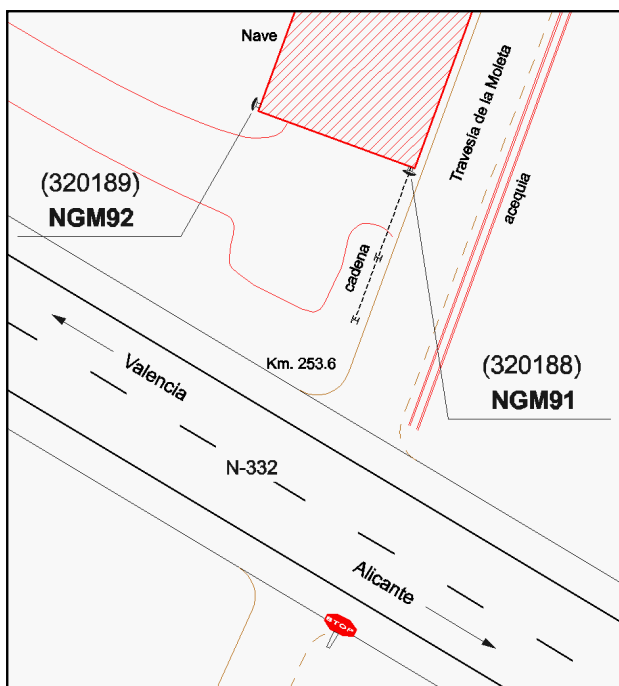 Nave
Travesía de la Moleta
acequia
(320189)
NGM92
cadena
Km. 253.6
(320188)
NGM91
Valencia
N-332
Alicante
STOP